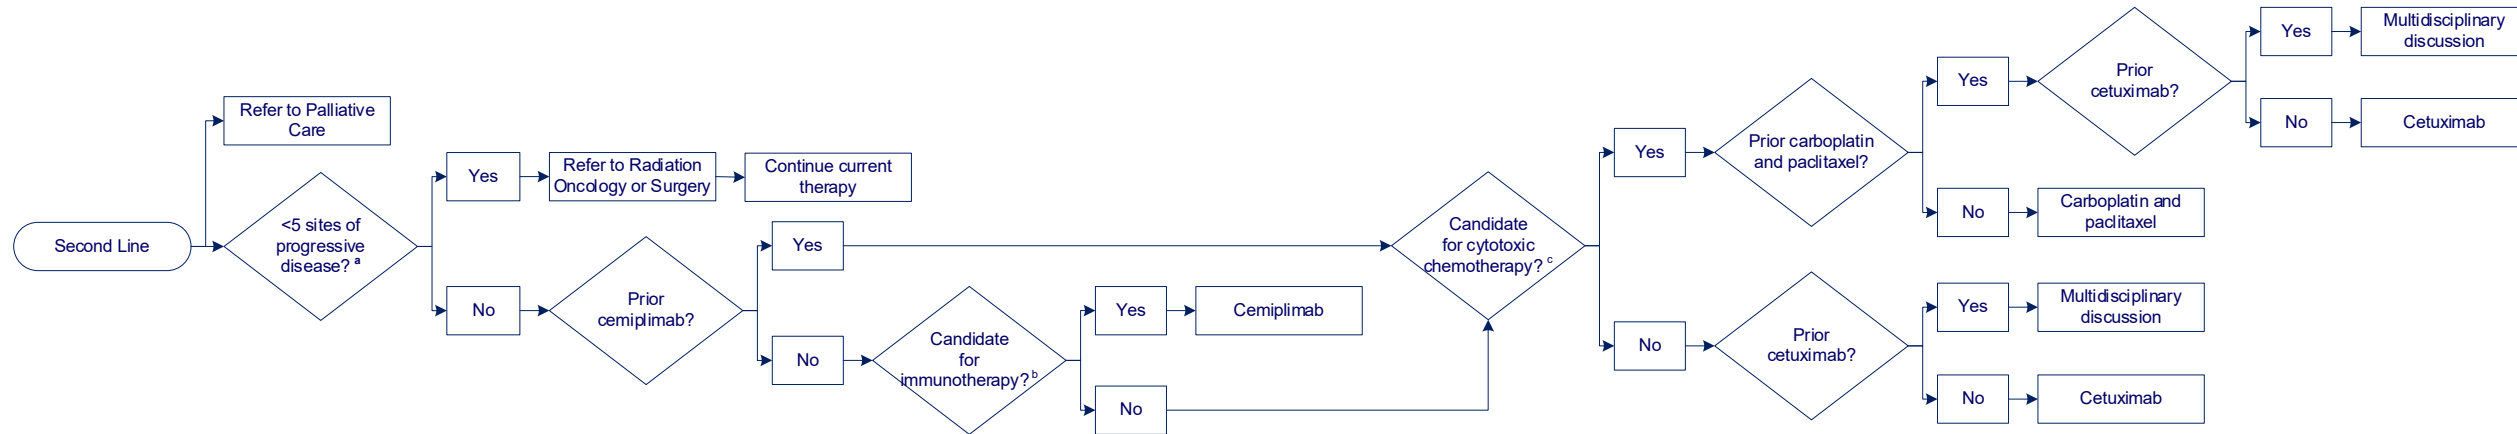 Second Line
Refer to Palliative
Care
<5 sites of
progressive
disease? a
Yes
Refer to Radiation
Oncology or Surgery
Continue current
therapy
No
Prior
cemiplimab?
Yes
No
Candidate
for
immunotherapy? b
Yes
Cemiplimab
No
Candidate
for cytotoxic
chemotherapy? c
Yes
Prior carboplatin
and paclitaxel?
Yes
Prior
cetuximab?
Yes
Multidisciplinary
discussion
No
Cetuximab
No
Carboplatin and
paclitaxel
No
Prior
cetuximab?
Yes
Multidisciplinary
discussion
No
Cetuximab